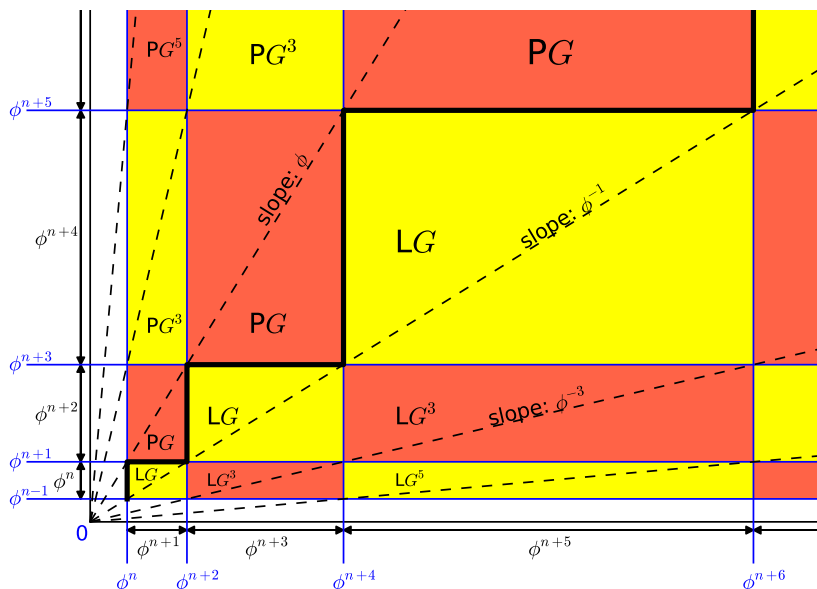 PG⁵ PG³ PG
ϕⁿ⁺⁵
slope: ϕ
slope: ϕ⁻¹
ϕⁿ⁺⁴ LG
PG³ PG
ϕⁿ⁺³
ϕⁿ⁺² LG LG³ slope: ϕ⁻³
PG
ϕⁿ⁺¹
ϕⁿ LG LG³ LG⁵
ϕⁿ⁻¹
0
ϕⁿ⁺¹ ϕⁿ⁺³ ϕⁿ⁺⁵
ϕⁿ ϕⁿ⁺² ϕⁿ⁺⁴ ϕⁿ⁺⁶